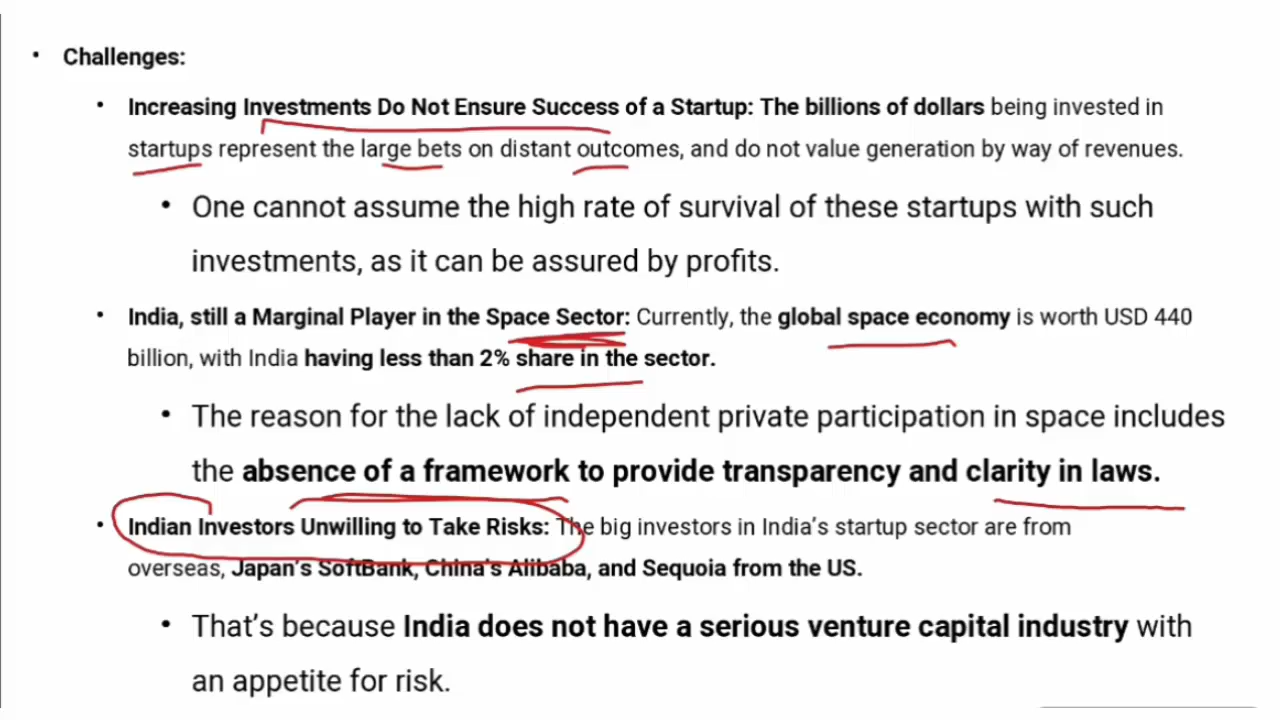 • Challenges:
• Increasing Investments Do Not Ensure Success of a Startup: The billions of dollars being invested in
startups represent the large bets on distant outcomes, and do not value generation by way of revenues.
• One cannot assume the high rate of survival of these startups with such
investments, as it can be assured by profits.
• India, still a Marginal Player in the Space Sector: Currently, the global space economy is worth USD 440
billion, with India having less than 2% share in the sector.
• The reason for the lack of independent private participation in space includes
the absence of a framework to provide transparency and clarity in laws.
• Indian Investors Unwilling to Take Risks: The big investors in India’s startup sector are from
overseas, Japan’s SoftBank, China’s Alibaba, and Sequoia from the US.
• That’s because India does not have a serious venture capital industry with
an appetite for risk.